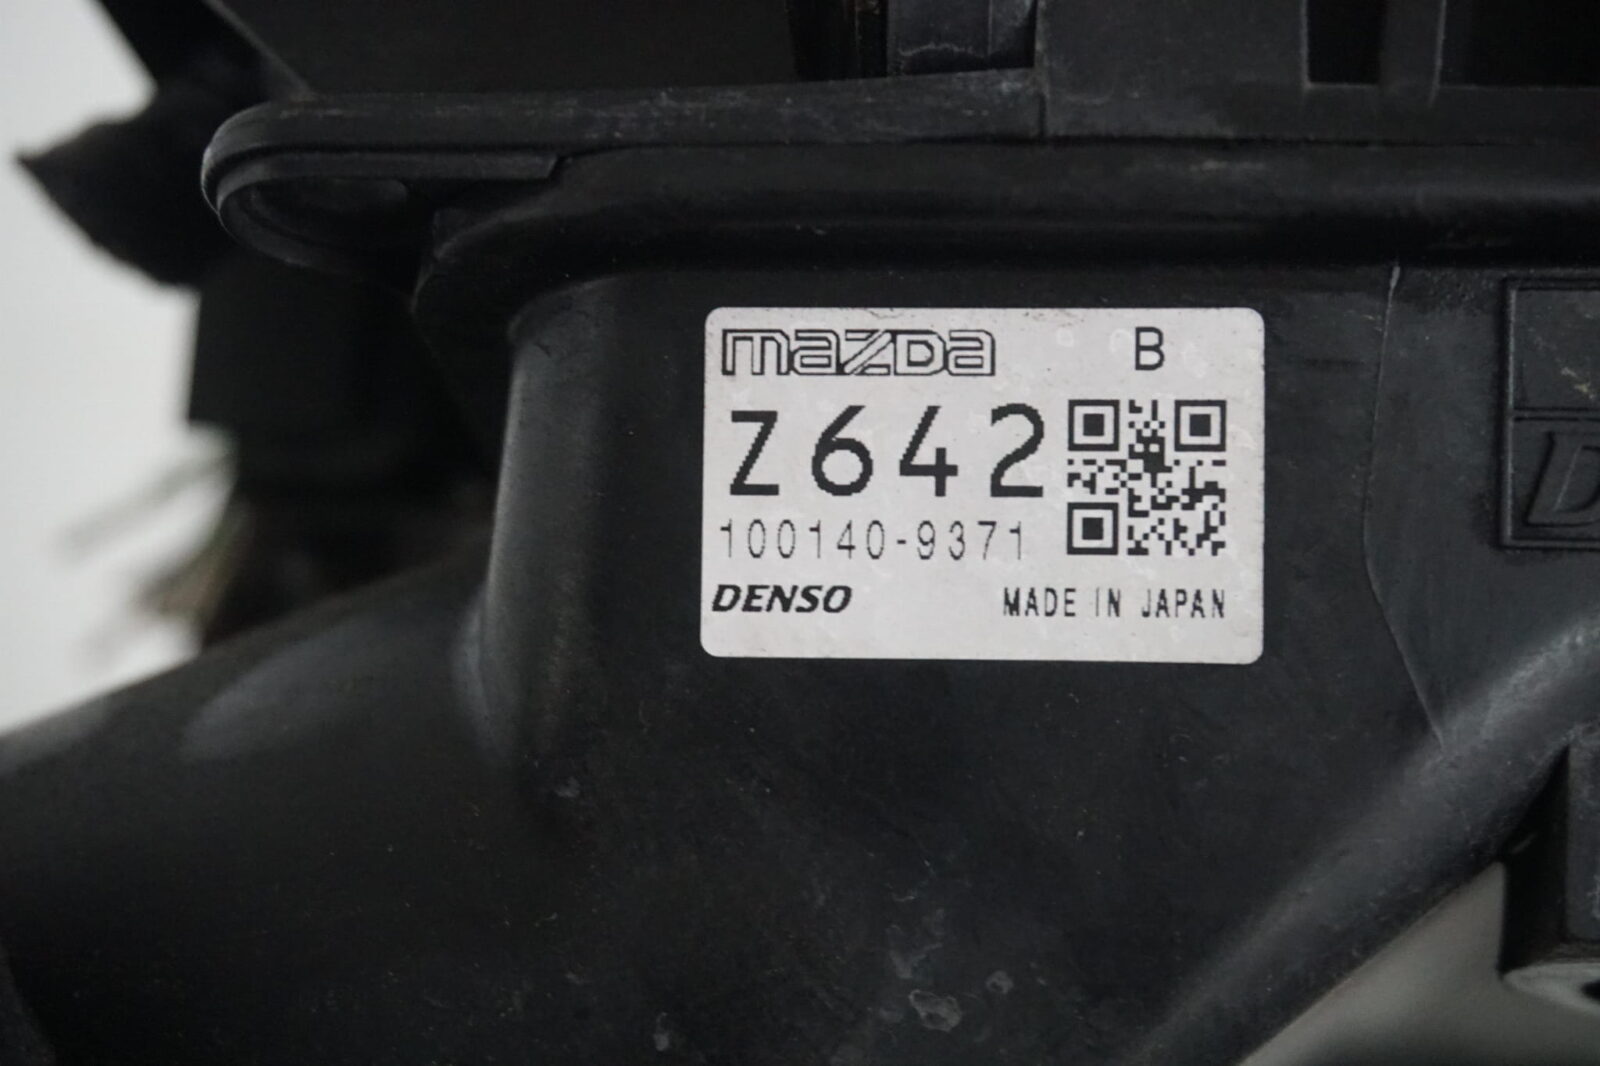 mazda B
Z642
100140-9371
DENSO MADE IN JAPAN